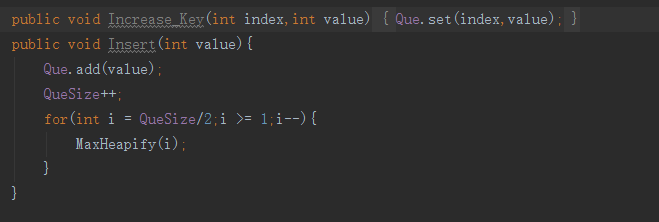 public void Increase_Key(int index,int value) { Que.set(index,value); }
public void Insert(int value){
Que.add(value);
QueSize++;
for(int i = QueSize/2;i >= 1;i--){
MaxHeapify(i);
}
}